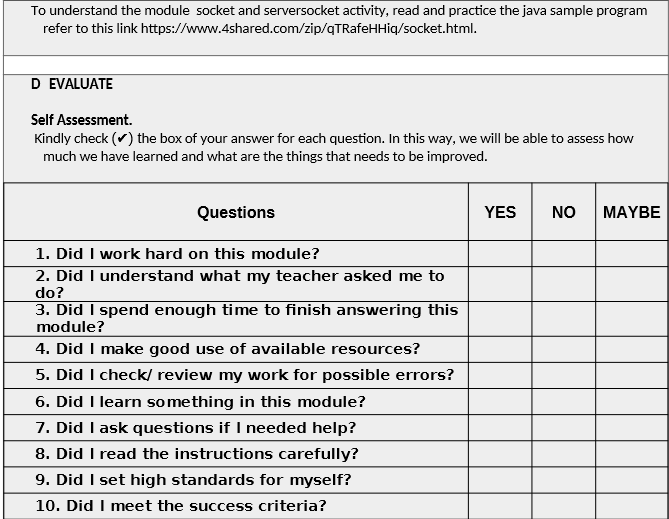 To understand the module  socket and serversocket activity, read and practice the java sample program
refer to this link https://www.4shared.com/zip/qTRafeHHiq/socket.html.
D  EVALUATE
Self Assessment.
Kindly check (✔) the box of your answer for each question. In this way, we will be able to assess how
much we have learned and what are the things that needs to be improved.
Questions YES NO MAYBE
1. Did I work hard on this module?
2. Did I understand what my teacher asked me to
do?
3. Did I spend enough time to finish answering this
module?
4. Did I make good use of available resources?
5. Did I check/ review my work for possible errors?
6. Did I learn something in this module?
7. Did I ask questions if I needed help?
8. Did I read the instructions carefully?
9. Did I set high standards for myself?
10. Did I meet the success criteria?